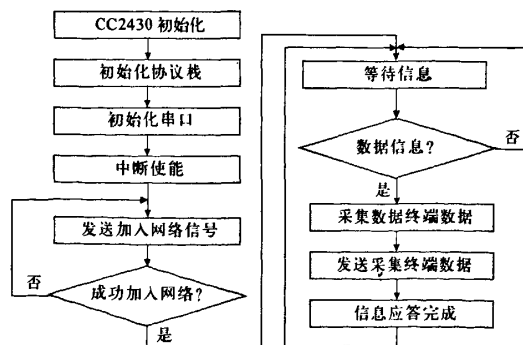 CC2430 初始化
初始化协议栈
初始化串口
中断使能
发送加入网络信号
否
成功加入网络?
是
等待信息
数据信息?
否
是
采集数据终端数据
发送采集终端数据
信息应答完成